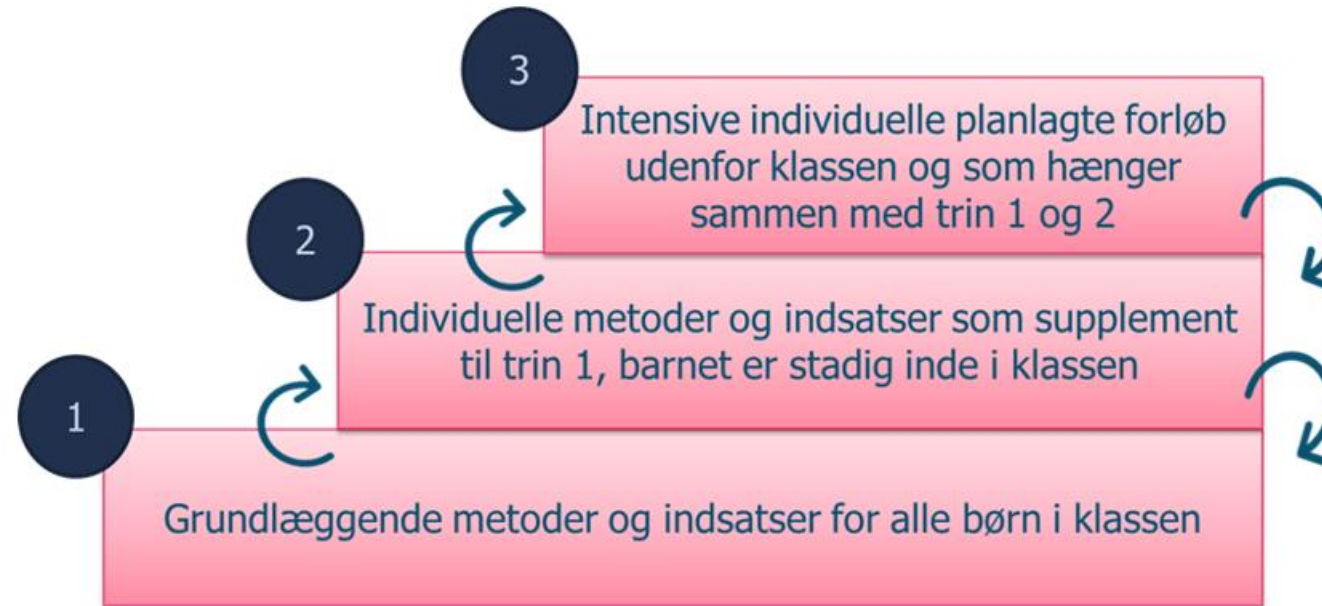 3
Intensive individuelle planlagte forløb
udenfor klassen og som hænger
sammen med trin 1 og 2
2
Individuelle metoder og indsatser som supplement
til trin 1, barnet er stadig inde i klassen
1
Grundlæggende metoder og indsatser for alle børn i klassen